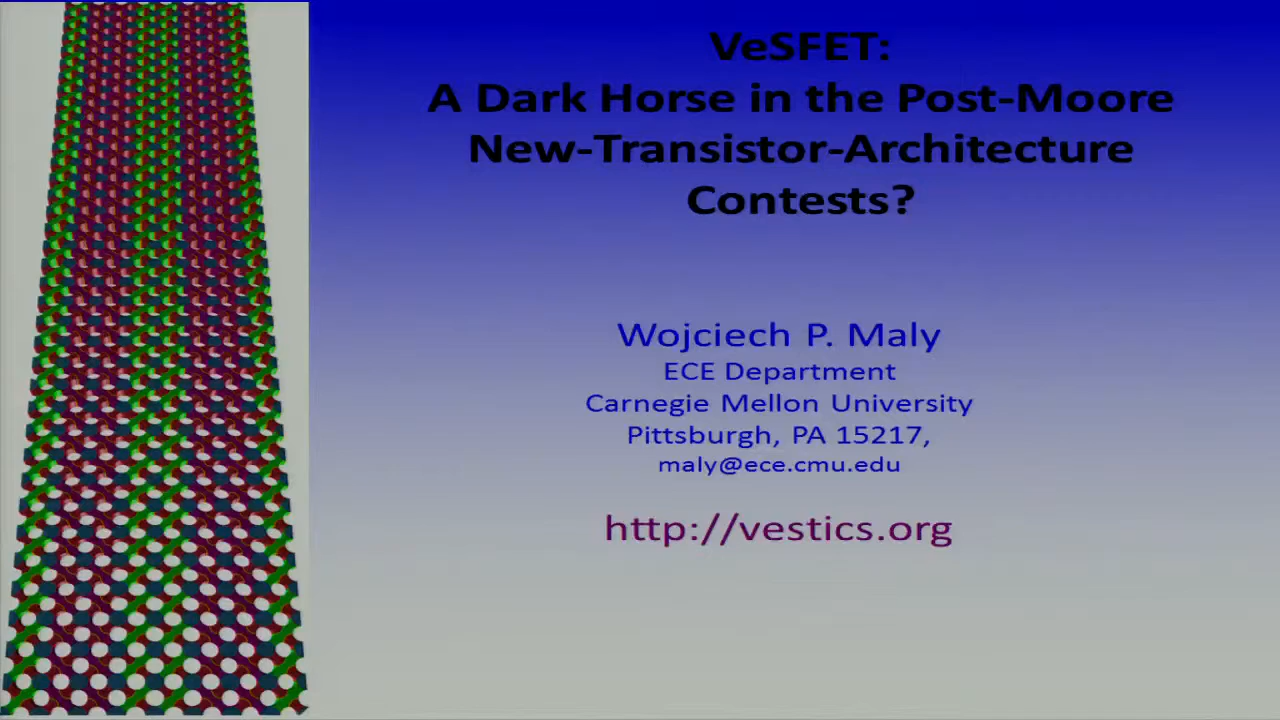 VeSFET:
A Dark Horse in the Post-Moore
New-Transistor-Architecture
Contests?
Wojciech P. Maly
ECE Department
Carnegie Mellon University
Pittsburgh, PA 15217,
maly@ece.cmu.edu
http://vestics.org